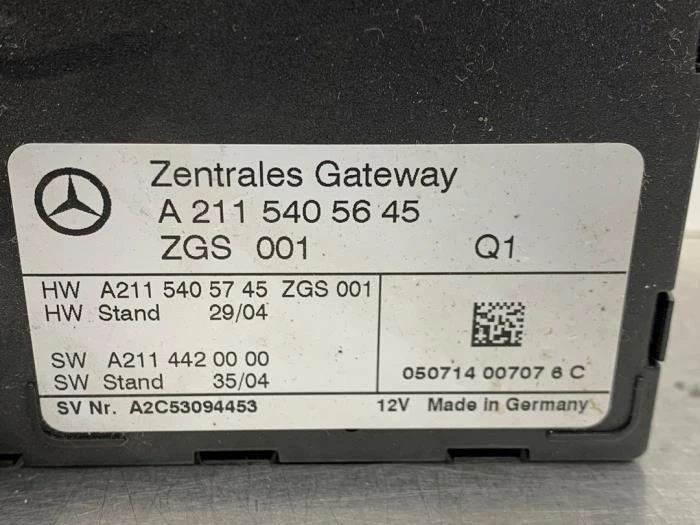 Zentrales Gateway
A 211 540 56 45
ZGS 001 Q1
HW A211 540 57 45 ZGS 001
HW Stand 29/04
SW A211 442 00 00
SW Stand 35/04
050714 00707 6 C
SV Nr. A2C53094453 12V Made in Germany